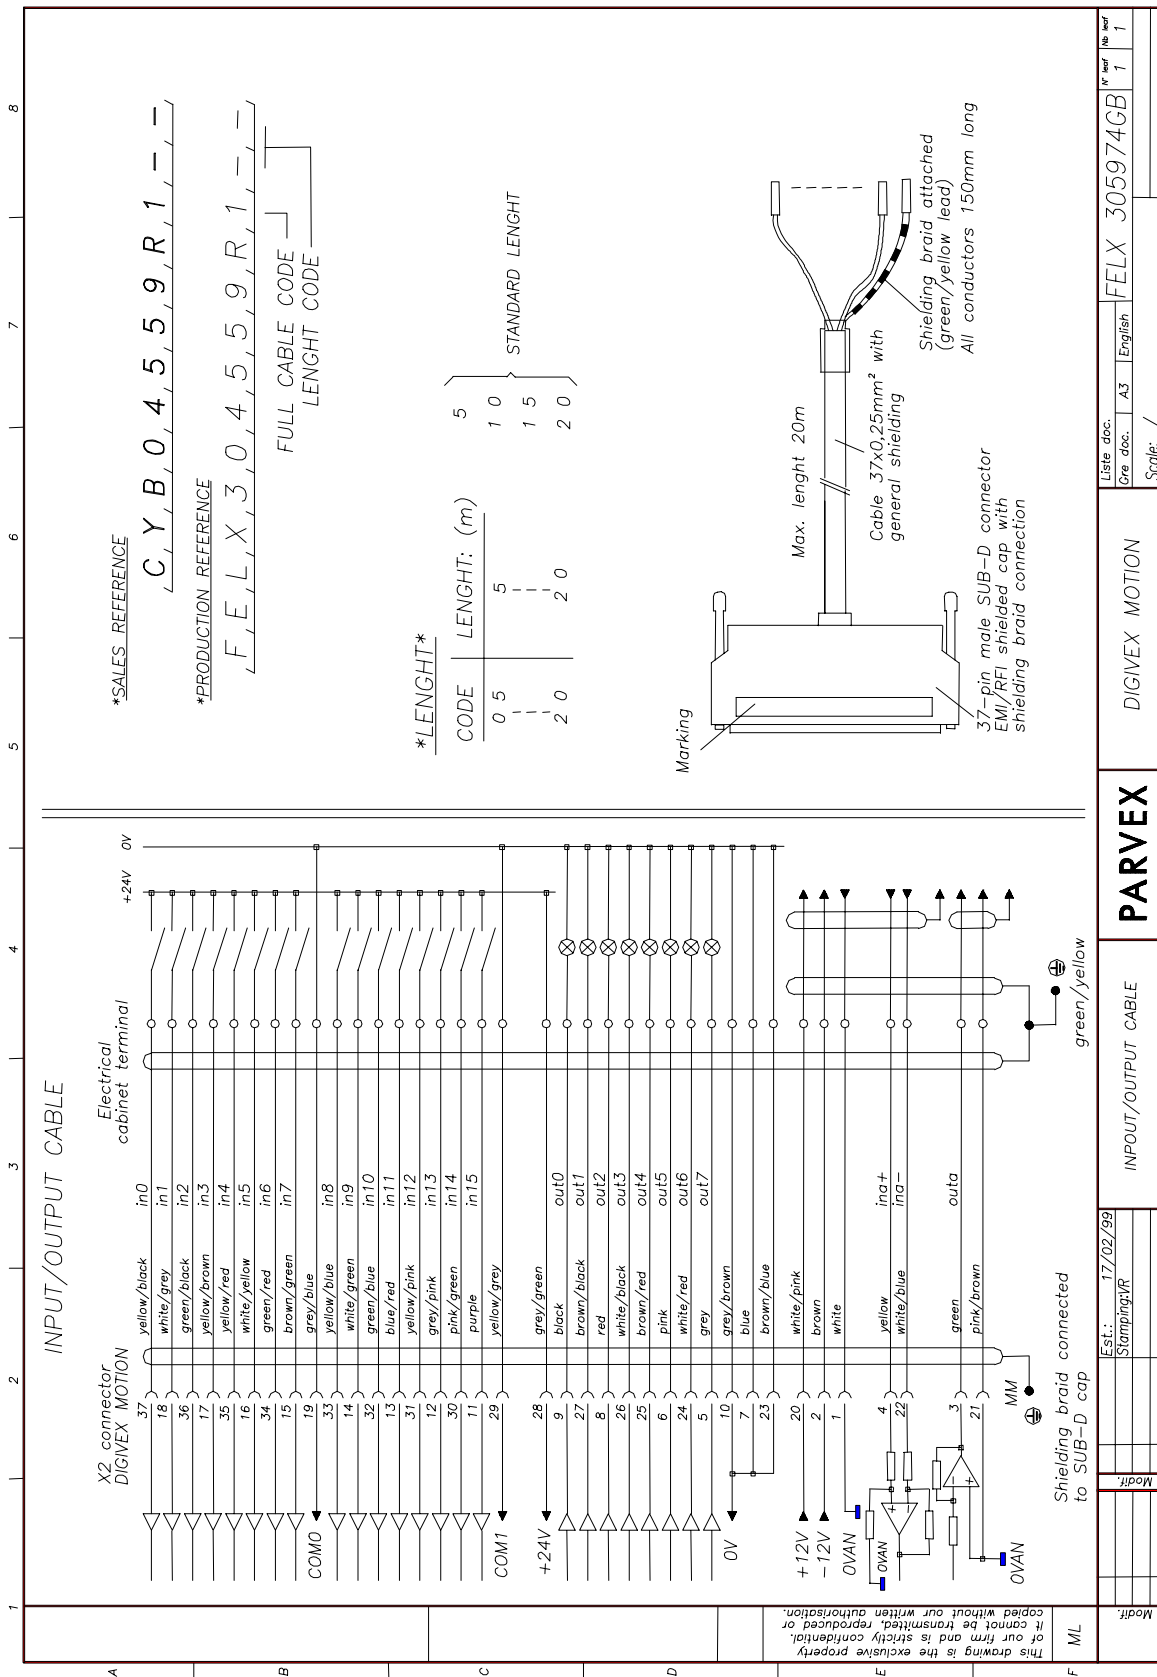 1 2 3 4 5 6 7 8
A
B
C
D
E
F
INPUT/OUTPUT CABLE
X2 connector
DIGIVEX MOTION
Electrical
cabinet terminal
+24V 0V
37 yellow/black in0
18 white/grey in1
36 green/black in2
17 yellow/brown in3
35 yellow/red in4
16 white/yellow in5
34 green/red in6
15 brown/green in7
COM0 19 grey/blue
33 yellow/blue in8
14 white/green in9
32 green/blue in10
13 blue/red in11
31 yellow/pink in12
12 grey/pink in13
30 pink/green in14
11 purple in15
COM1 29 yellow/grey
+24V 28 grey/green
9 black out0
27 brown/black out1
8 red out2
26 white/black out3
25 brown/red out4
6 pink out5
24 white/red out6
5 grey out7
0V 10 grey/brown
7 blue
23 brown/blue
+12V 20 white/pink
-12V 2 brown
0VAN 1 white
0VAN + 4 yellow ina+
- 22 white/blue ina-
- 3 green outa
+ 21 pink/brown
0VAN
MM
green/yellow
Shielding braid connected
to SUB-D cap
*SALES REFERENCE
C,Y,B,0,4,5,5,9,R,1,-,-
*PRODUCTION REFERENCE
F,E,L,X,3,0,4,5,5,9,R,1,-,-
FULL CABLE CODE
LENGHT CODE
*LENGHT*
CODE LENGHT: (m)
0 5 5
2 0 2 0
5
1 0
1 5
2 0
STANDARD LENGHT
Marking
Max. lenght 20m
Cable 37x0,25mm² with
general shielding
37-pin male SUB-D connector
EMI/RFI shielded cap with
shielding braid connection
Shielding braid attached
(green/yellow lead)
All conductors 150mm long
This drawing is the exclusive property
of our firm and is strictly confidential.
It cannot be transmitted, reproduced or
copied without our written authorisation.
ML
Modif.
Modif.
Est.: 17/02/99
Stamping:VR
INPOUT/OUTPUT CABLE
PARVEX
DIGIVEX MOTION
Liste doc.
Gre doc. A3 English
FELX 305974GB
N° leaf 1
Nb leaf 1
Scale: /